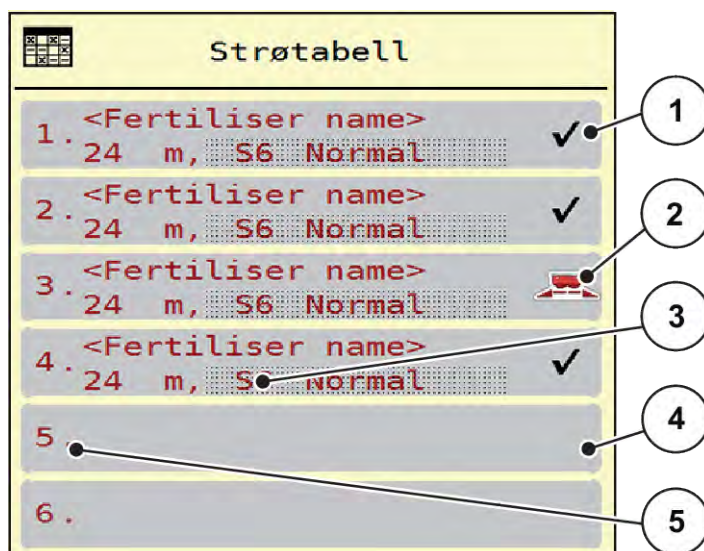 Strøtabell
1. <Fertiliser name>
24 m, S6 Normal
2. <Fertiliser name>
24 m, S6 Normal
3. <Fertiliser name>
24 m, S6 Normal
4. <Fertiliser name>
24 m, S6 Normal
5.
6.
1
2
3
4
5